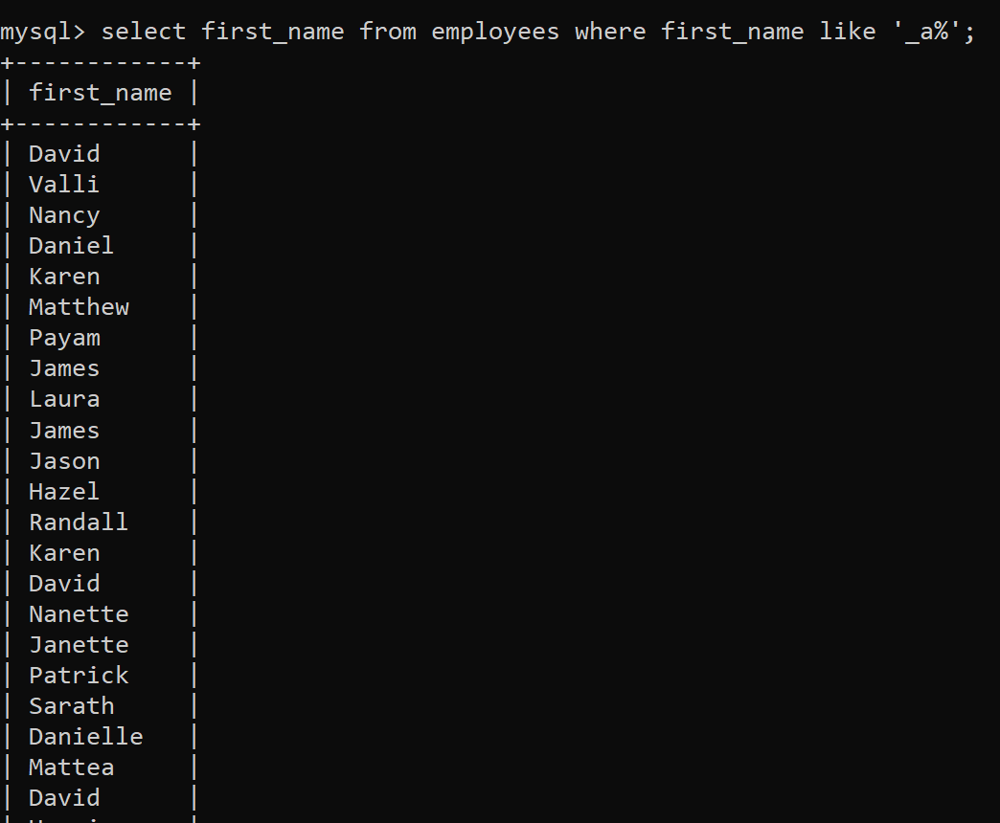 mysql> select first_name from employees where first_name like '_a%';
+------------+
| first_name |
+------------+
| David      |
| Valli      |
| Nancy      |
| Daniel     |
| Karen      |
| Matthew    |
| Payam      |
| James      |
| Laura      |
| James      |
| Jason      |
| Hazel      |
| Randall    |
| Karen      |
| David      |
| Nanette    |
| Janette    |
| Patrick    |
| Sarath     |
| Danielle   |
| Mattea     |
| David      |